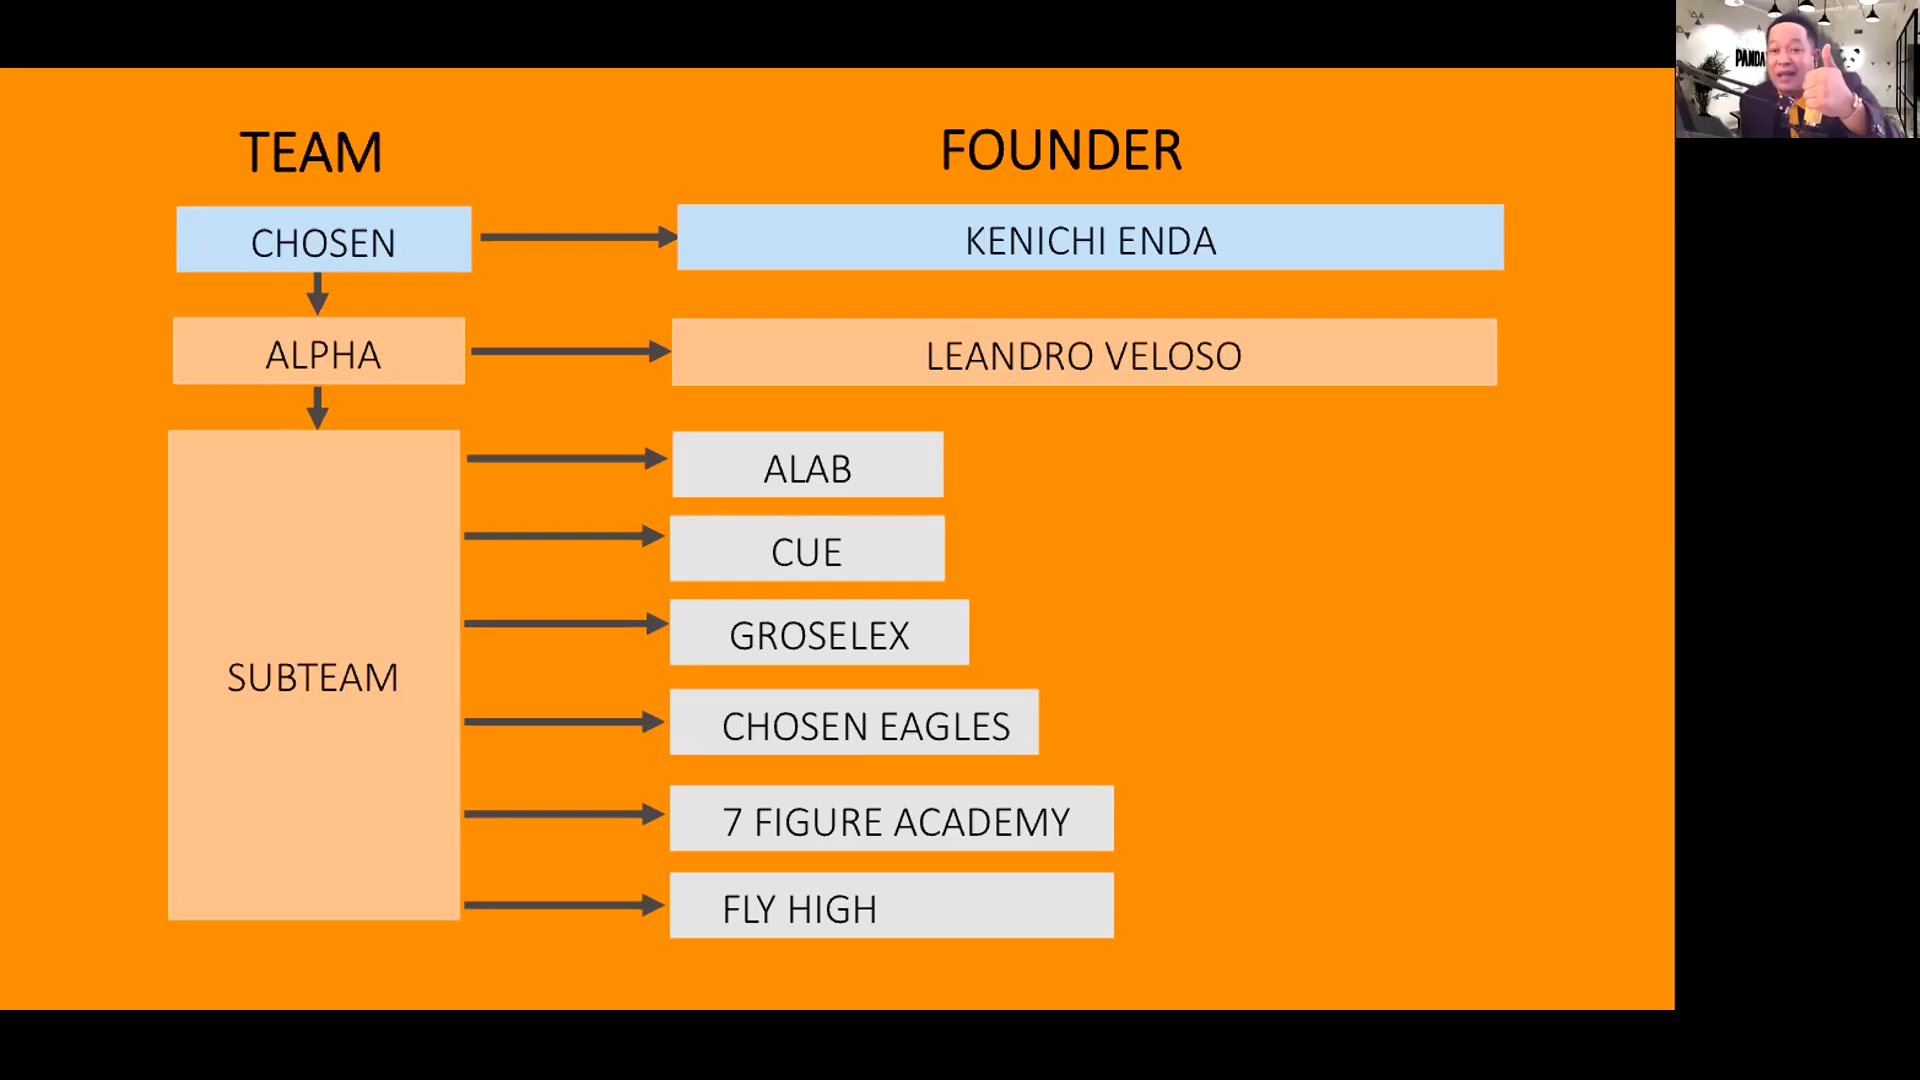 TEAM
FOUNDER
CHOSEN
KENICHI ENDA
ALPHA
LEANDRO VELOSO
SUBTEAM
ALAB
CUE
GROSELEX
CHOSEN EAGLES
7 FIGURE ACADEMY
FLY HIGH
PANDA